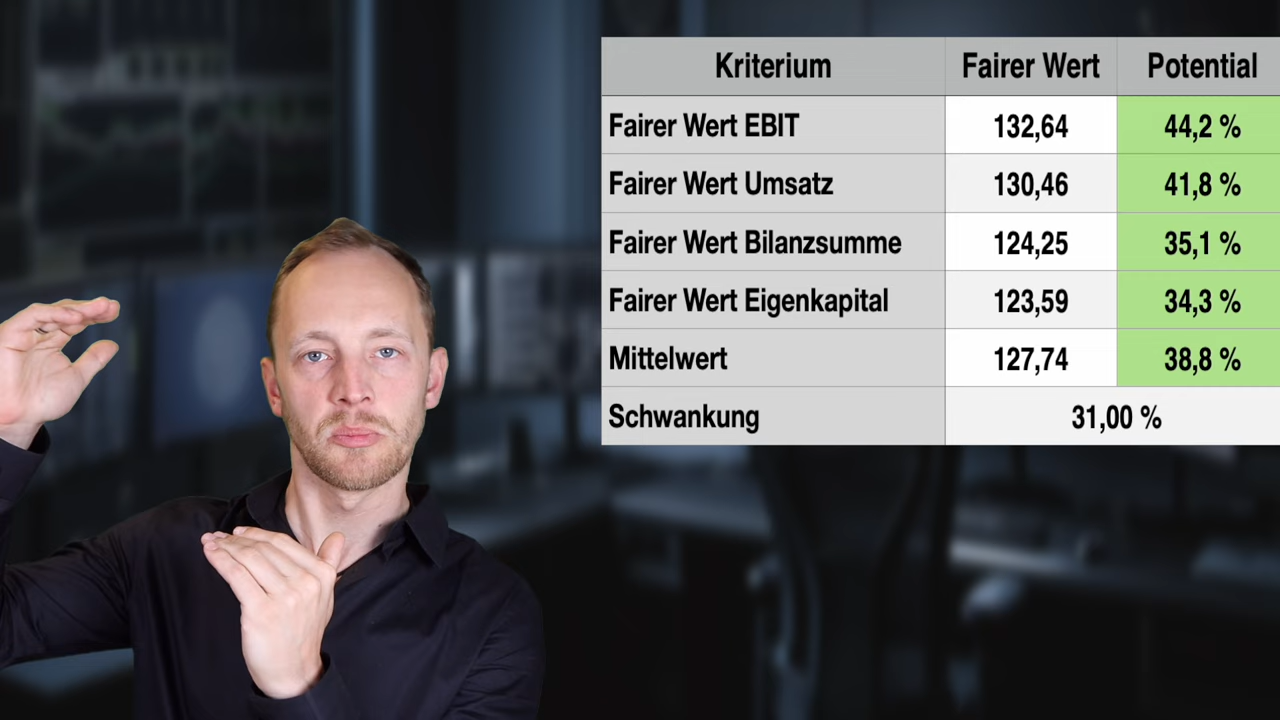 Kriterium Fairer Wert Potential
Fairer Wert EBIT 132,64 44,2 %
Fairer Wert Umsatz 130,46 41,8 %
Fairer Wert Bilanzsumme 124,25 35,1 %
Fairer Wert Eigenkapital 123,59 34,3 %
Mittelwert 127,74 38,8 %
Schwankung 31,00 %